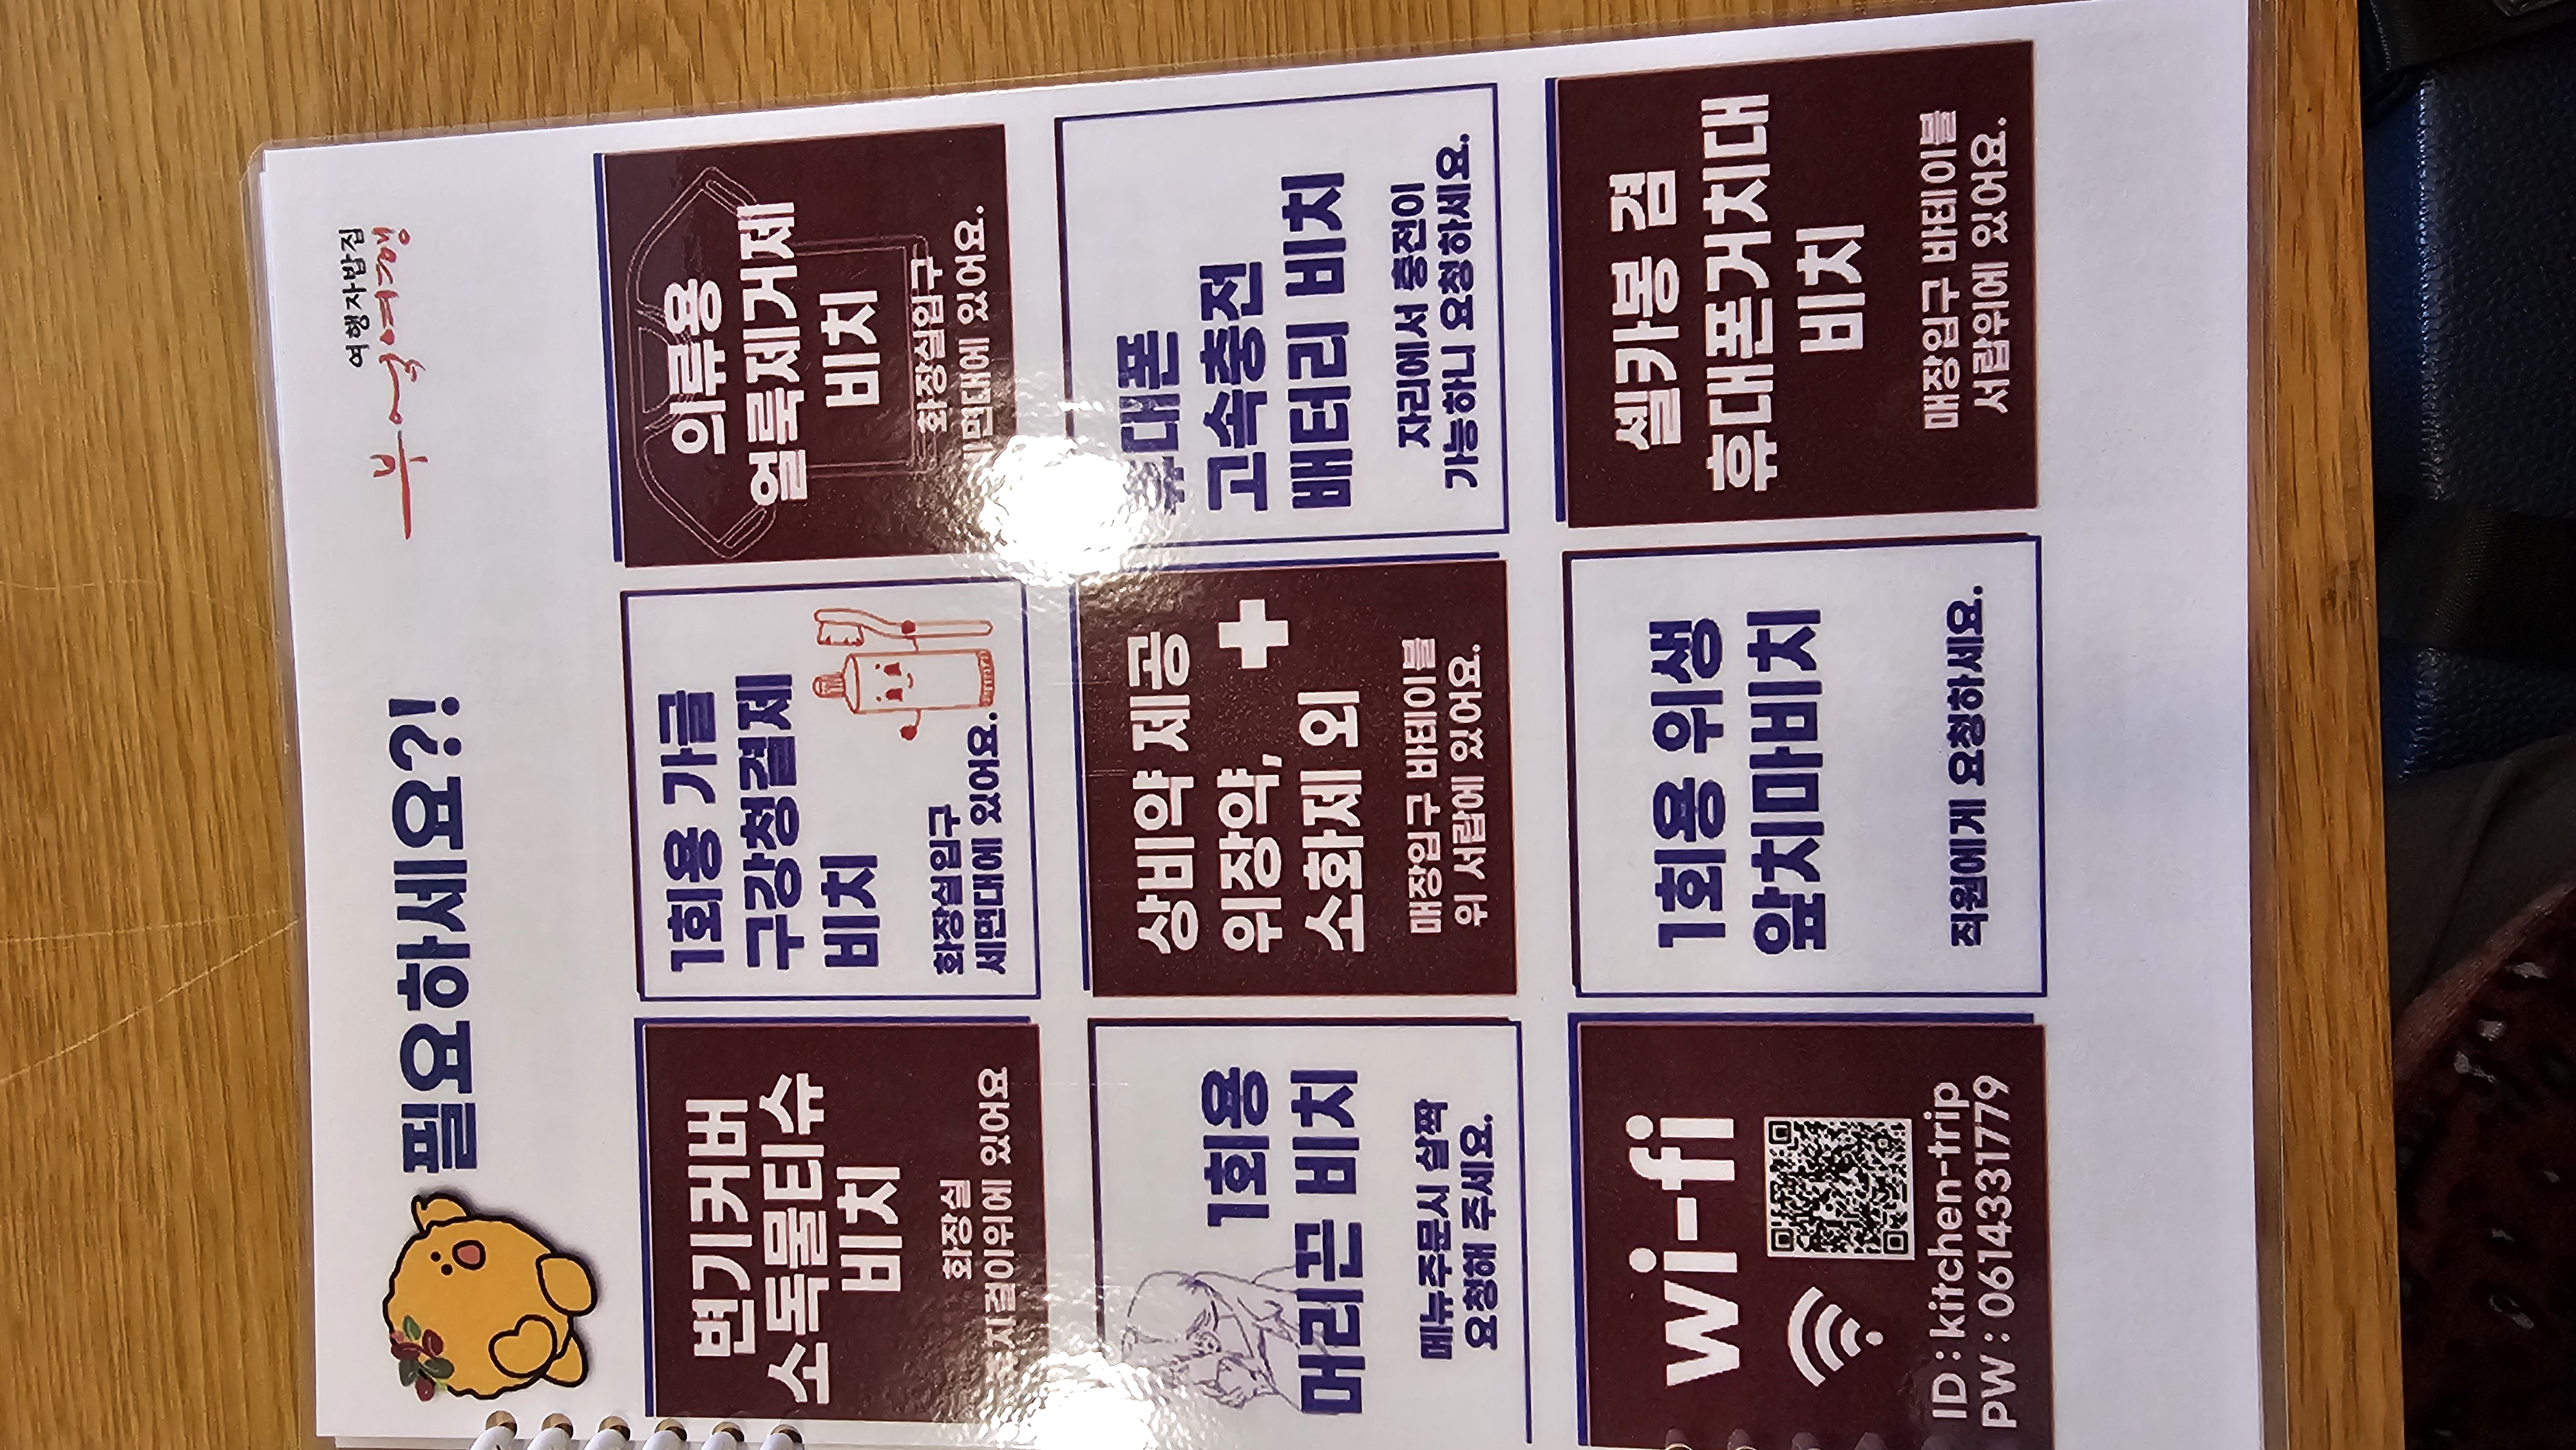 필요하세요?!
여행자밥집
부엌여행
변기커버
소독물티슈
비치
화장실
휴지걸이위에 있어요
1회용 가글
구강청결제
비치
화장실입구
세면대에 있어요.
의류용
얼룩제거제
비치
화장실입구
세면대에 있어요.
1회용
머리끈 비치
메뉴주문시 살짝
요청해 주세요.
상비약 제공
위장약,
소화제 외
매장입구 바테이블
위 서랍에 있어요.
휴대폰
고속충전
배터리 비치
자리에서 충전이
가능하니 요청하세요.
wi-fi
ID : kitchen-trip
PW : 0614331779
1회용 위생
앞치마비치
직원에게 요청하세요.
셀카봉 겸
휴대폰거치대
비치
매장입구 바테이블
서랍위에 있어요.